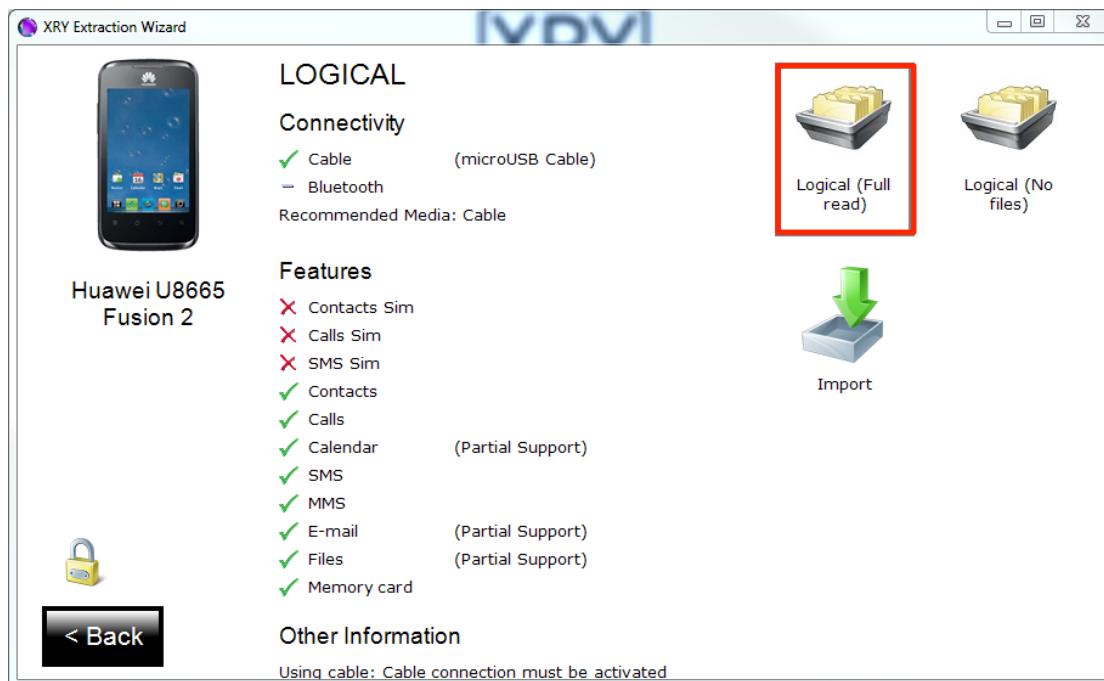 XRY Extraction Wizard
[XRY]
LOGICAL
Connectivity
Cable (microUSB Cable)
Bluetooth
Recommended Media: Cable
Features
Contacts Sim
Calls Sim
SMS Sim
Contacts
Calls
Calendar (Partial Support)
SMS
MMS
E-mail (Partial Support)
Files (Partial Support)
Memory card
Other Information
Using cable: Cable connection must be activated
Huawei U8665
Fusion 2
< Back
Logical (Full
read)
Logical (No
files)
Import